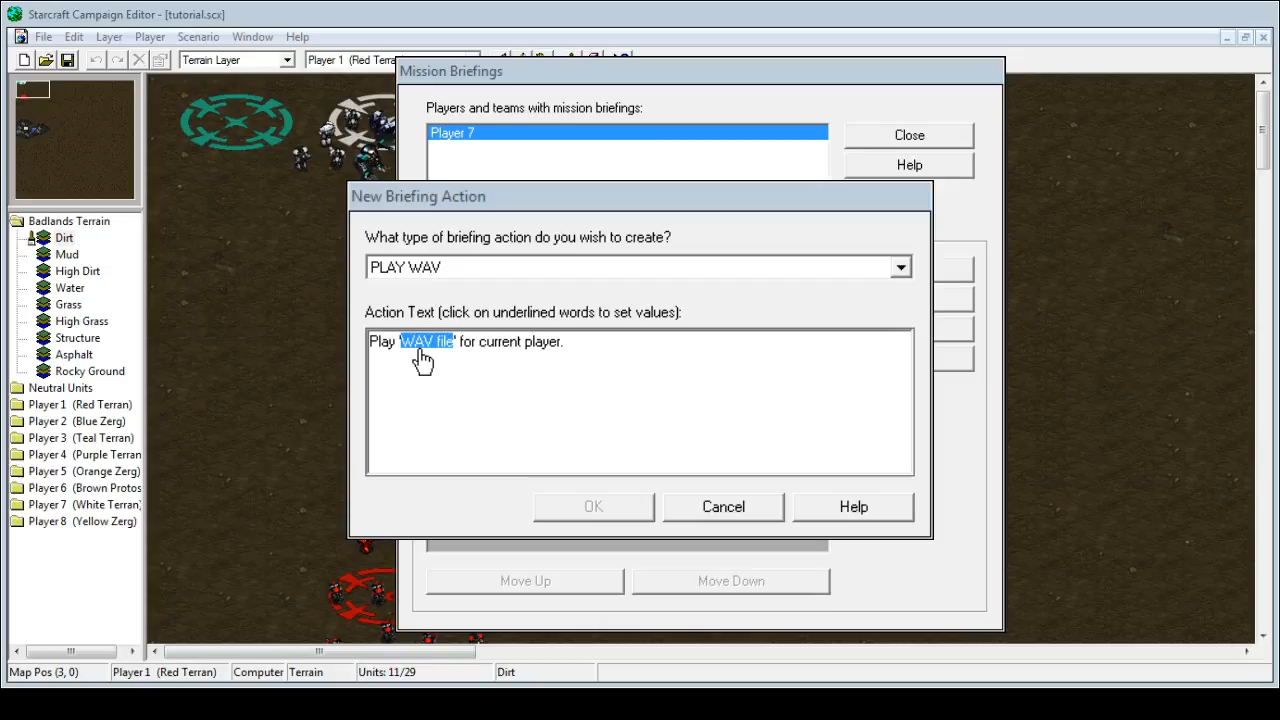 Starcraft Campaign Editor - [tutorial.scx]
File Edit Layer Player Scenario Window Help
Terrain Layer
Player 1 (Red Terra
Mission Briefings
Players and teams with mission briefings:
Player 7
Close
Help
New Briefing Action
What type of briefing action do you wish to create?
PLAY WAV
Action Text (click on underlined words to set values):
Play 'WAV file' for current player.
OK Cancel Help
Move Up Move Down
Badlands Terrain
Dirt
Mud
High Dirt
Water
Grass
High Grass
Structure
Asphalt
Rocky Ground
Neutral Units
Player 1 (Red Terran)
Player 2 (Blue Zerg)
Player 3 (Teal Terran)
Player 4 (Purple Terran
Player 5 (Orange Zerg)
Player 6 (Brown Protos
Player 7 (White Terran)
Player 8 (Yellow Zerg)
Map Pos (3, 0) Player 1 (Red Terran) Computer Terrain Units: 11/29 Dirt